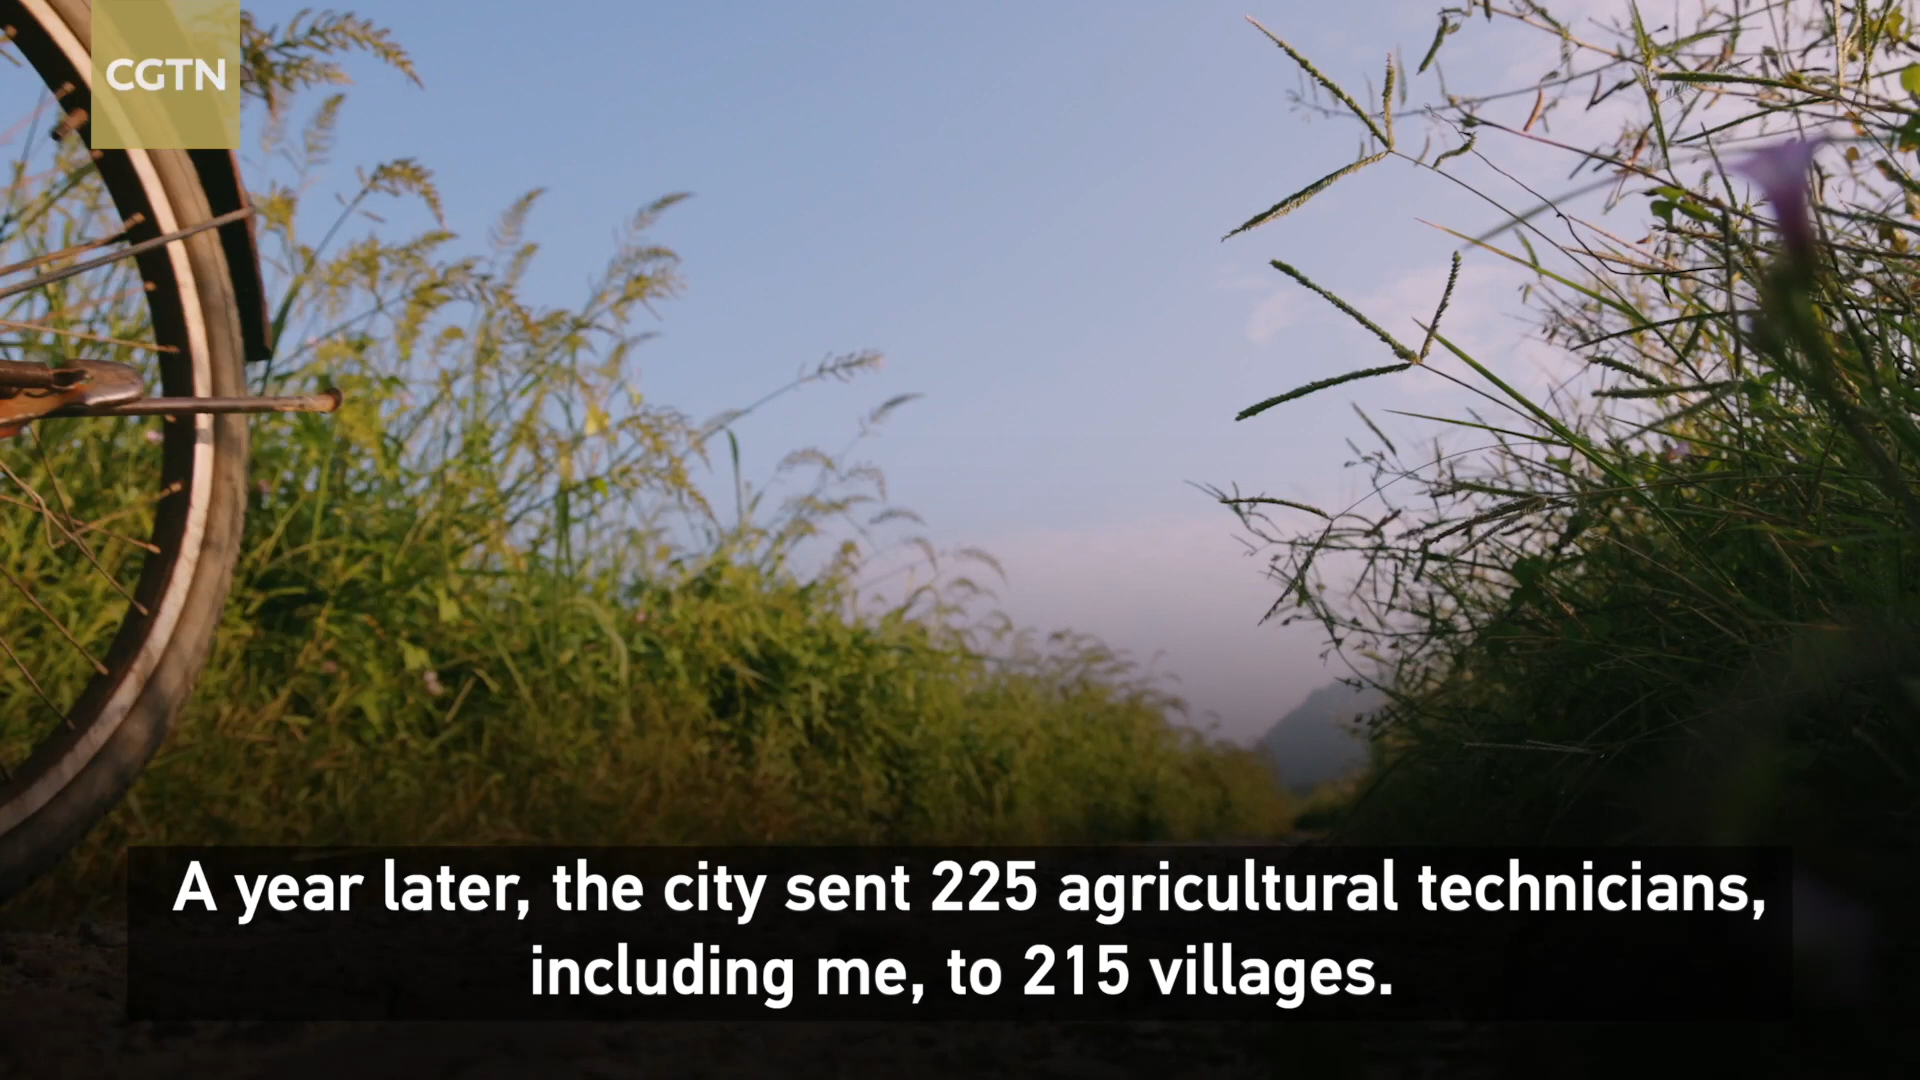 CGTN
A year later, the city sent 225 agricultural technicians,
including me, to 215 villages.